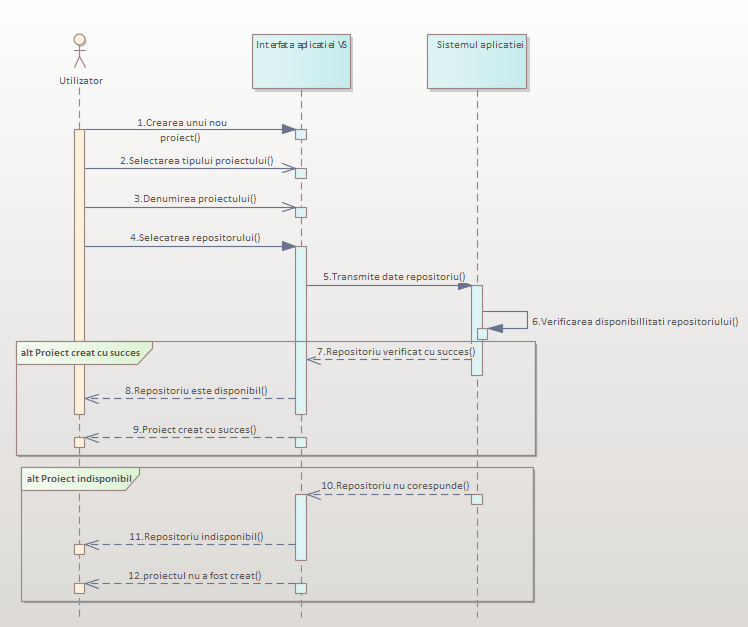 Interfata aplicatiei VS
Sistemul aplicatiei
Utilizator
1.Crearea unui nou
proiect()
2.Selectarea tipului proiectului()
3.Denumirea proiectului()
4.Selecatrea repositorului()
5.Transmite date repositoriu()
6.Verificarea disponibillitati repositoriului()
alt Proiect creat cu succes
7.Repositoriu verificat cu succes()
8.Repositoriu este disponibil()
9.Proiect creat cu succes()
alt Proiect indisponibil
10.Repositoriu nu corespunde()
11.Repositoriu indisponibil()
12.proiectul nu a fost creat()